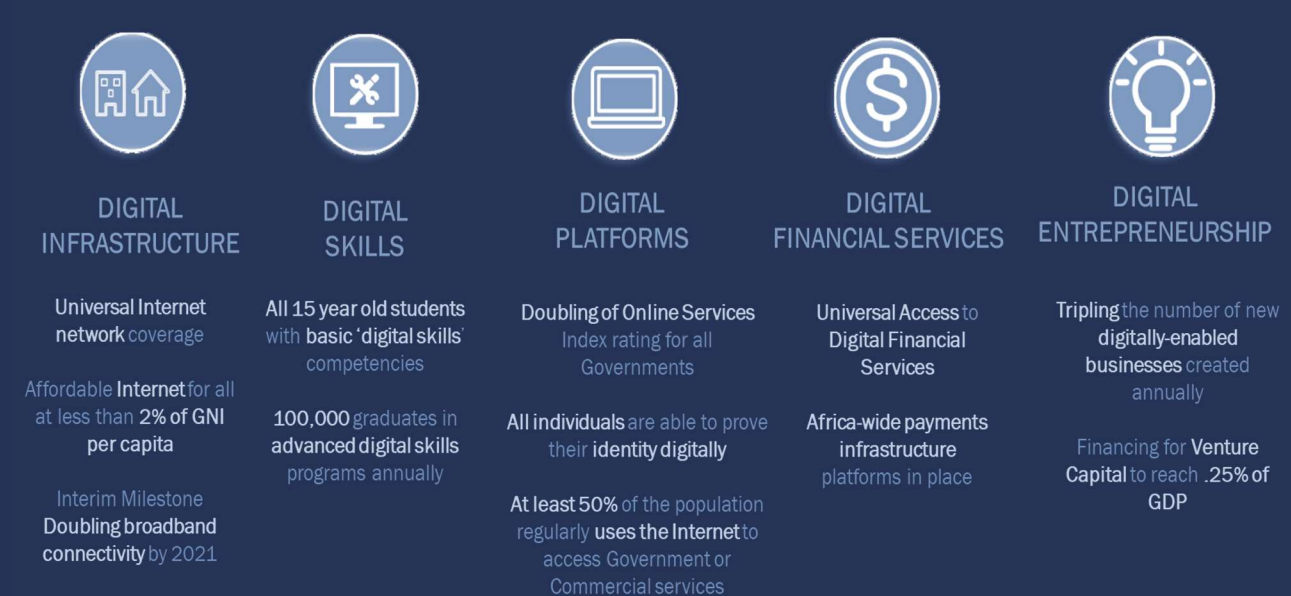 DIGITAL
INFRASTRUCTURE
Universal Internet
network coverage
Affordable Internet for all
at less than 2% of GNI
per capita
Interim Milestone
Doubling broadband
connectivity by 2021
DIGITAL
SKILLS
All 15 year old students
with basic ‘digital skills’
competencies
100,000 graduates in
advanced digital skills
programs annually
DIGITAL
PLATFORMS
Doubling of Online Services
Index rating for all
Governments
All individuals are able to prove
their identity digitally
At least 50% of the population
regularly uses the Internet to
access Government or
Commercial services
DIGITAL
FINANCIAL SERVICES
Universal Access to
Digital Financial
Services
Africa-wide payments
infrastructure
platforms in place
DIGITAL
ENTREPRENEURSHIP
Tripling the number of new
digitally-enabled
businesses created
annually
Financing for Venture
Capital to reach .25% of
GDP